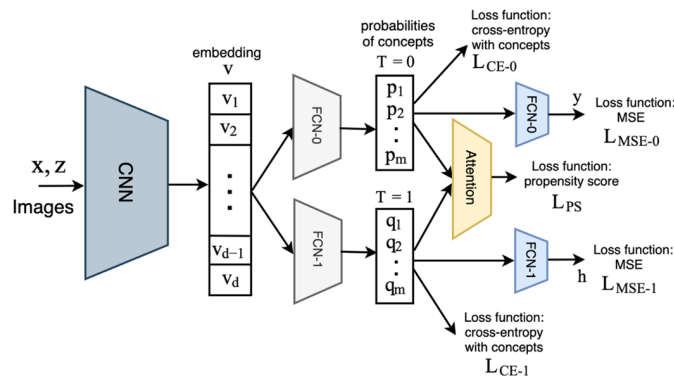 x, z
Images
CNN
embedding
v
v1
v2
vd−1
vd
FCN-0
FCN-1
probabilities
of concepts
T = 0
p1
p2
pm
T = 1
q1
q2
qm
Loss function:
cross-entropy
with concepts
LCE-0
FCN-0
y
Loss function:
MSE
LMSE-0
Attention
Loss function:
propensity score
LPS
FCN-1
h
Loss function:
MSE
LMSE-1
Loss function:
cross-entropy
with concepts
LCE-1